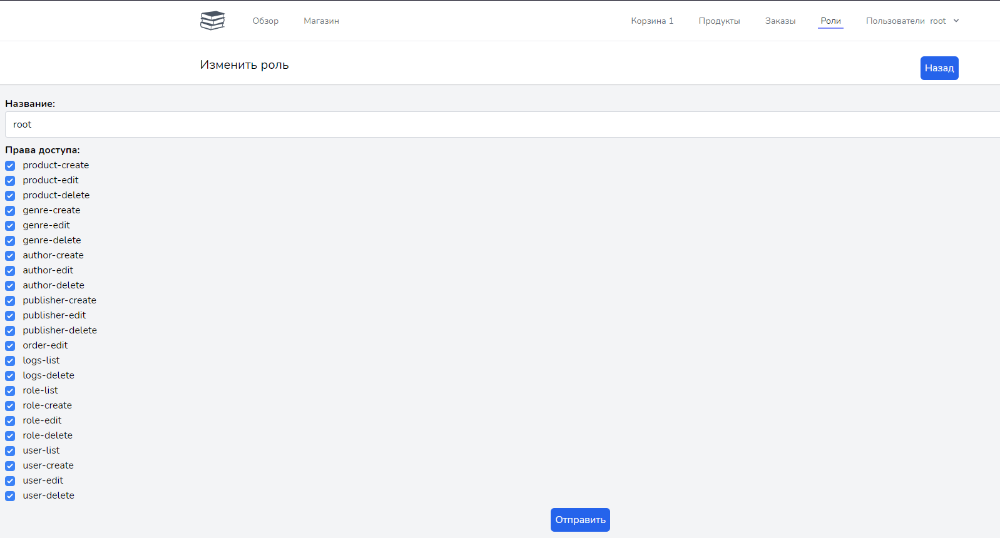 Обзор Магазин Корзина 1 Продукты Заказы Роли Пользователи root
Изменить роль Назад
Название:
root
Права доступа:
product-create
product-edit
product-delete
genre-create
genre-edit
genre-delete
author-create
author-edit
author-delete
publisher-create
publisher-edit
publisher-delete
order-edit
logs-list
logs-delete
role-list
role-create
role-edit
role-delete
user-list
user-create
user-edit
user-delete
Отправить